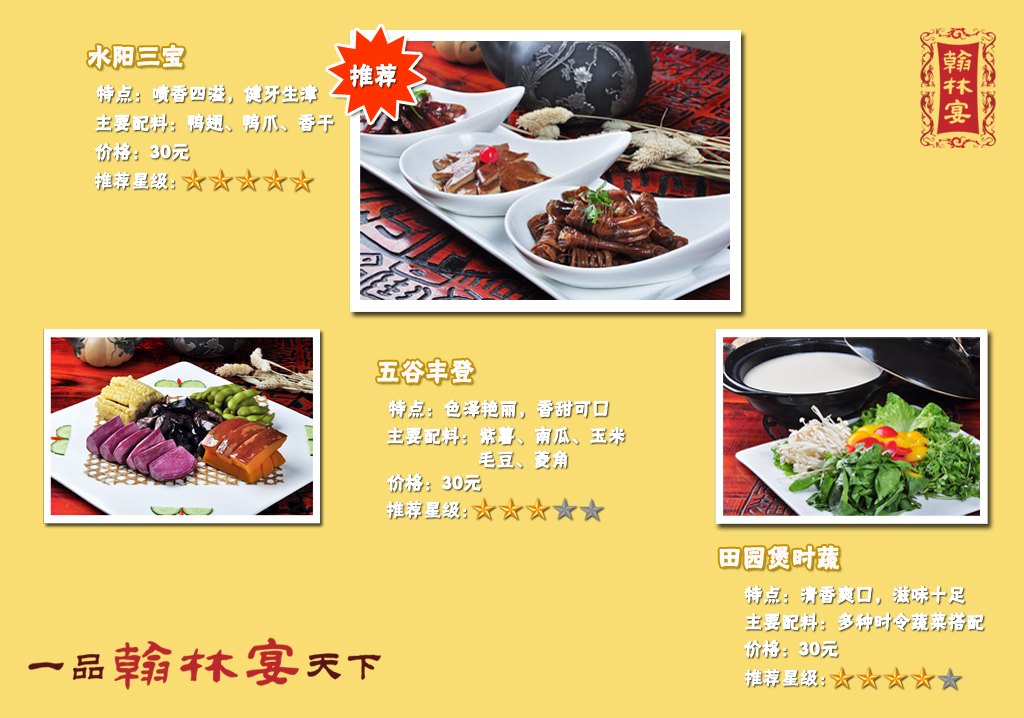 水阳三宝
特点：喷香四溢，健牙生津
主要配料：鸭翅、鸭爪、香干
价格：30元
推荐星级：
推荐
翰林宴
五谷丰登
特点：色泽艳丽，香甜可口
主要配料：紫薯、南瓜、玉米
毛豆、菱角
价格：30元
推荐星级：
田园煲时蔬
特点：清香爽口，滋味十足
主要配料：多种时令蔬菜搭配
价格：30元
推荐星级：
一品翰林宴天下